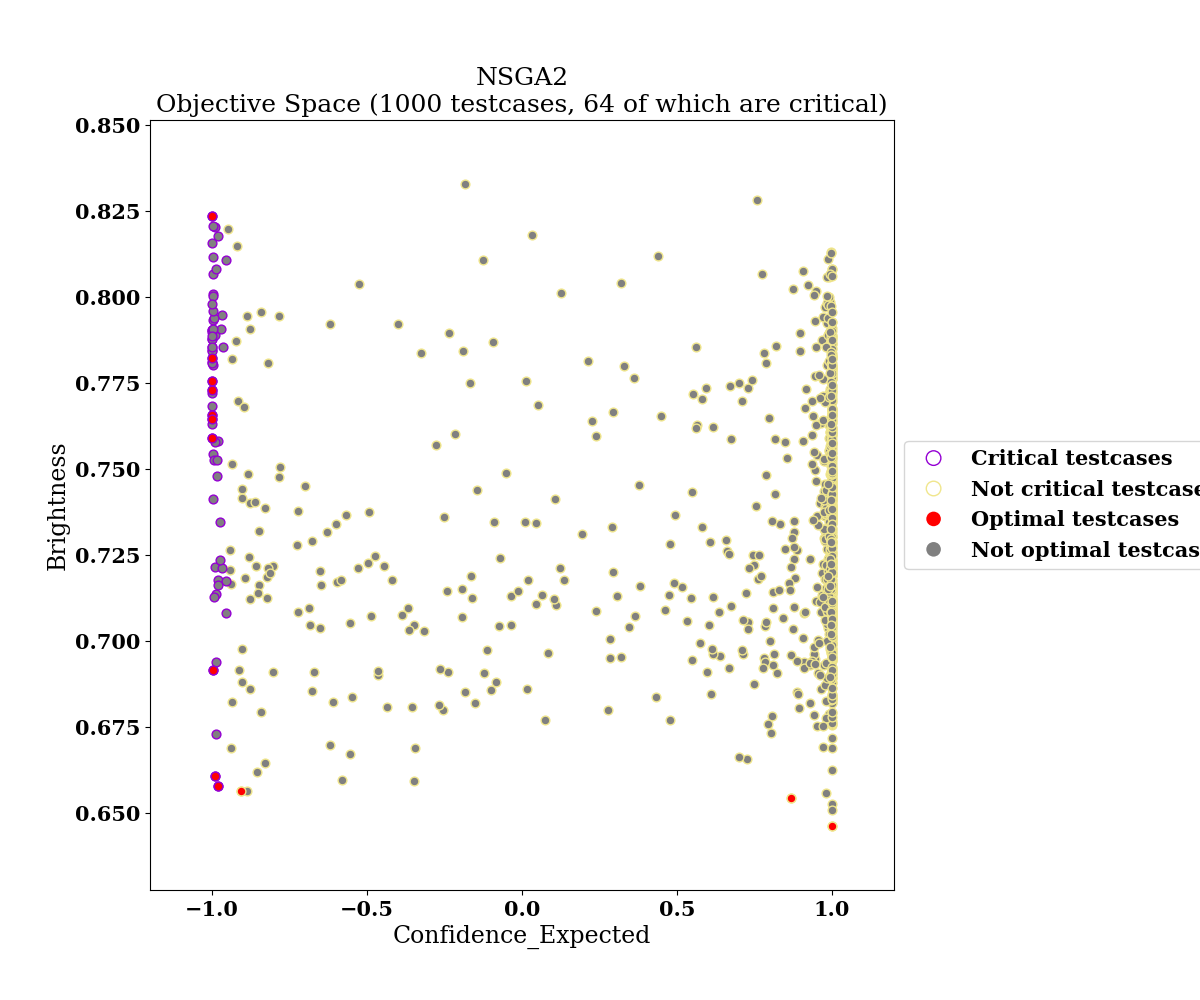 NSGA2
Objective Space (1000 testcases, 64 of which are critical)
0.850
0.825
0.800
0.775
0.750
0.725
0.700
0.675
0.650
Brightness
−1.0
−0.5
0.0
0.5
1.0
Confidence_Expected
Critical testcases
Not critical testcase
Optimal testcases
Not optimal testcas